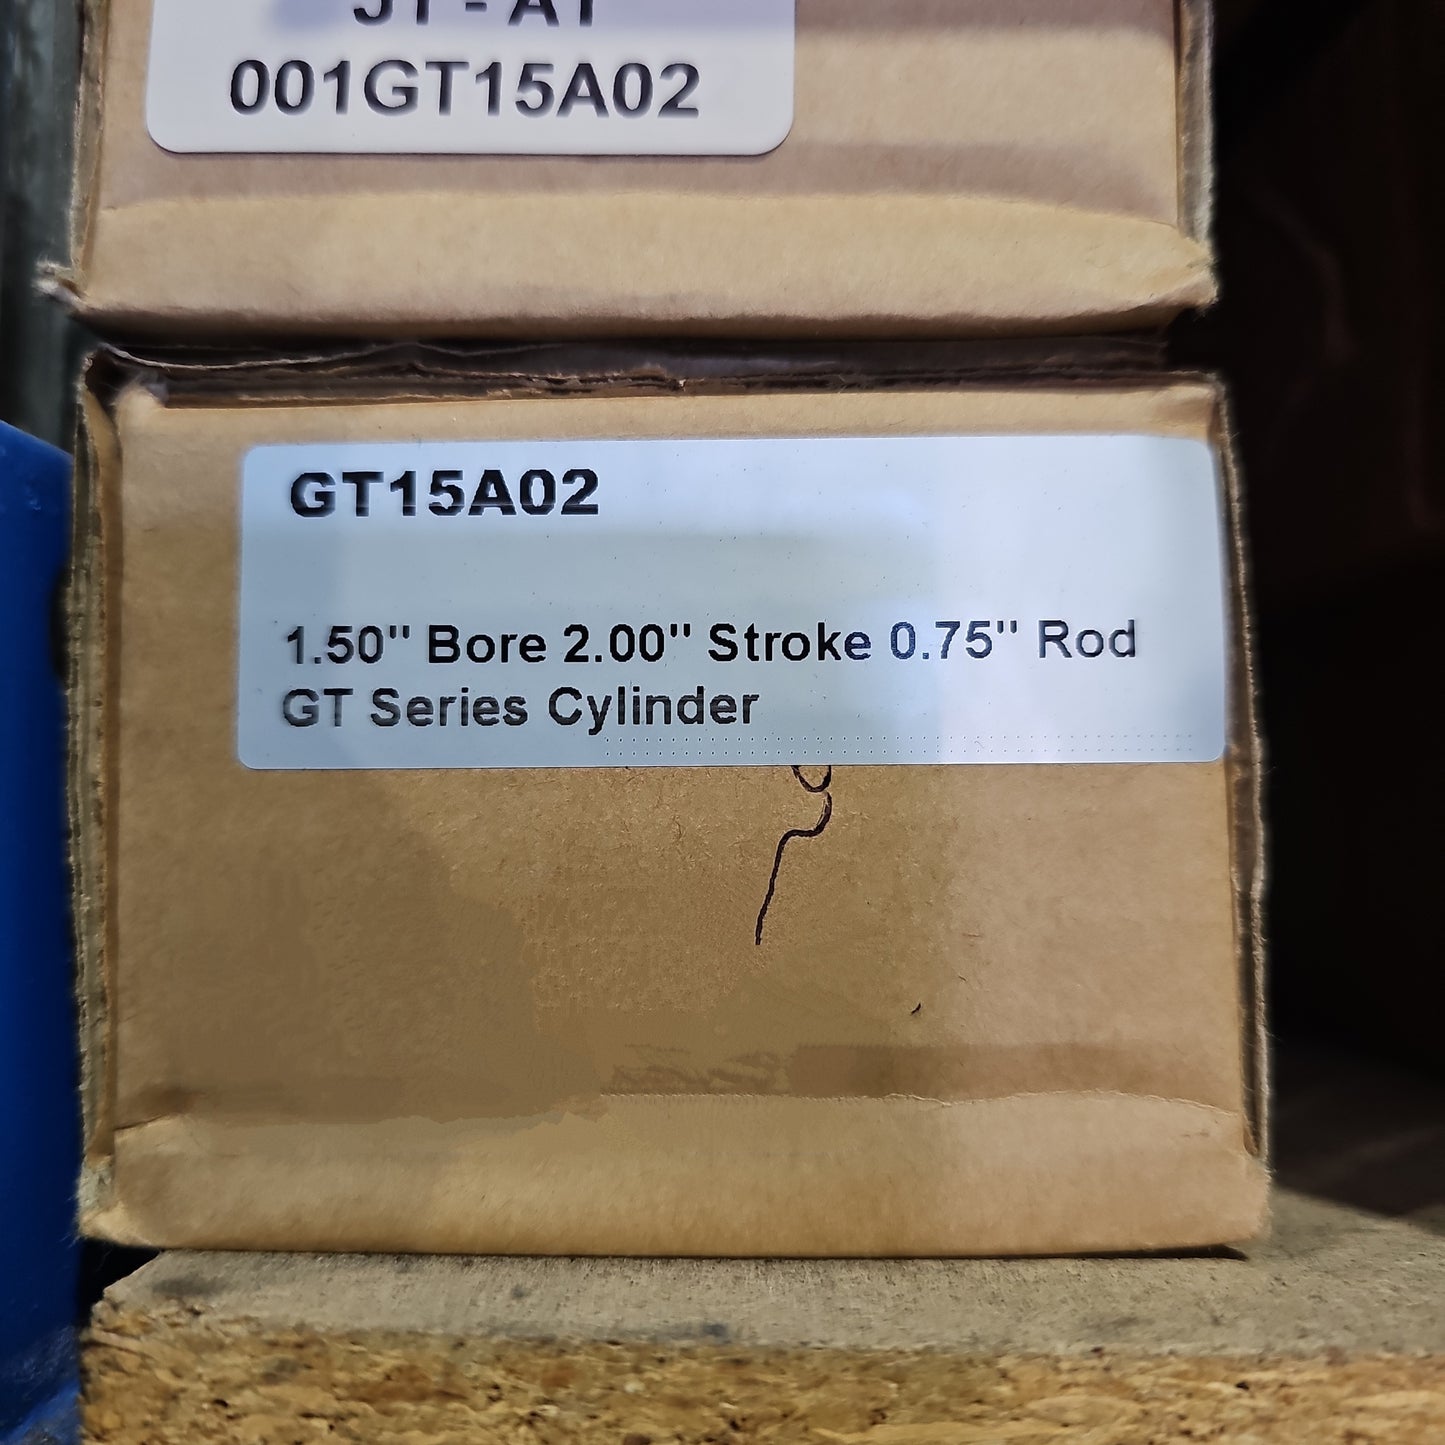 001GT15A02
GT15A02
1.50" Bore 2.00" Stroke 0.75" Rod
GT Series Cylinder